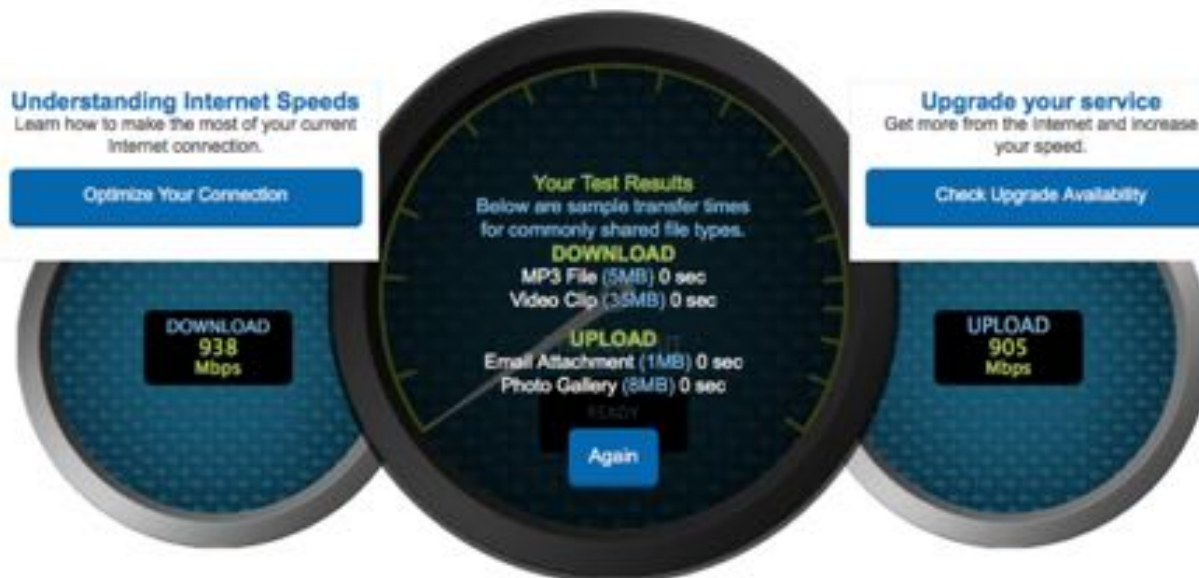 Understanding Internet Speeds
Learn how to make the most of your current
Internet connection.
Optimize Your Connection
DOWNLOAD
938
Mbps
Your Test Results
Below are sample transfer times
for commonly shared file types.
DOWNLOAD
MP3 File (5MB) 0 sec
Video Clip (35MB) 0 sec
UPLOAD
Email Attachment (1MB) 0 sec
Photo Gallery (8MB) 0 sec
READY
Again
Upgrade your service
Get more from the Internet and increase
your speed.
Check Upgrade Availability
UPLOAD
905
Mbps